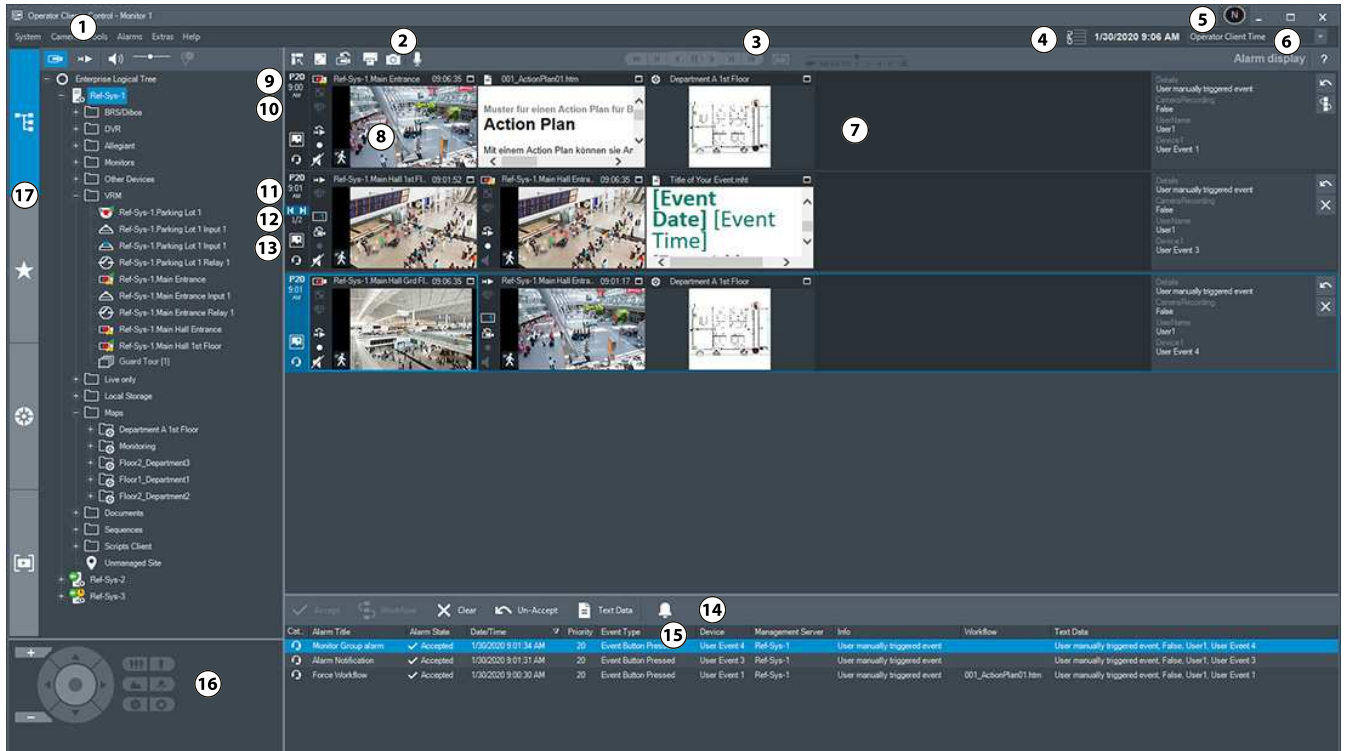 Operator Client
Control - Monitor 1
1
5
N
System
Tools
Alarms
Extras
Help
2
3
4
1/30/2020 9:06 AM
Operator Client Time
6
Alarm display
?
17
Enterprise Logical Tree
Ref-Sys-1
BRS/Dibos
DVR
Allegiant
Monitors
Other Devices
VRM
Ref-Sys-1.Parking Lot 1
Ref-Sys-1.Parking Lot 1 Input 1
Ref-Sys-1.Parking Lot 1 Input 1
Ref-Sys-1.Parking Lot 1 Relay 1
Ref-Sys-1.Main Entrance
Ref-Sys-1.Main Entrance Input 1
Ref-Sys-1.Main Entrance Relay 1
Ref-Sys-1.Main Hall Entrance
Ref-Sys-1.Main Hall 1st Floor
Guard Tour [1]
Live only
Local Storage
Maps
Department A 1st Floor
Monitoring
Floor2_Department3
Floor1_Department1
Floor2_Department2
Documents
Sequences
Scripts Client
Unmanaged Site
Ref-Sys-2
Ref-Sys-3
9
10
P20
9:00
AM
Ref-Sys-1.Main Entrance 09:06:35
8
001_ActionPlan01.htm
Muster für einen Action Plan für B
Action Plan
Mit einem Action Plan können sie Ar
Department A 1st Floor
7
Details
User manually triggered event
CameraRecording
False
UserName
User1
Device1
User Event 1
11
12
13
P20
9:01
AM
1/2
Ref-Sys-1.Main Hall 1st Fl.. 09:01:52
Ref-Sys-1.Main Hall Entra.. 09:06:35
Title of Your Event.mht
[Event
Date] [Event
Time]
Details
User manually triggered event
CameraRecording
False
UserName
User1
Device1
User Event 3
P20
9:01
AM
Ref-Sys-1.Main Hall Grd Fl.. 09:06:35
Ref-Sys-1.Main Hall Entra.. 09:01:17
Department A 1st Floor
Details
User manually triggered event
CameraRecording
False
UserName
User1
Device1
User Event 4
Accept
Workflow
Clear
Un-Accept
Text Data
14
Cat.. Alarm Title Alarm State Date/Time Priority Event Type 15 Device Management Server Info Workflow Text Data
Monitor Group alarm Accepted 1/30/2020 9:01:34 AM 20 Event Button Pressed User Event 4 Ref-Sys-1 User manually triggered event User manually triggered event, False, User1, User Event 4
Alarm Notification Accepted 1/30/2020 9:01:31 AM 20 Event Button Pressed User Event 3 Ref-Sys-1 User manually triggered event User manually triggered event, False, User1, User Event 3
Force Workflow Accepted 1/30/2020 9:00:30 AM 20 Event Button Pressed User Event 1 Ref-Sys-1 User manually triggered event 001_ActionPlan01.htm User manually triggered event, False, User1, User Event 1
16